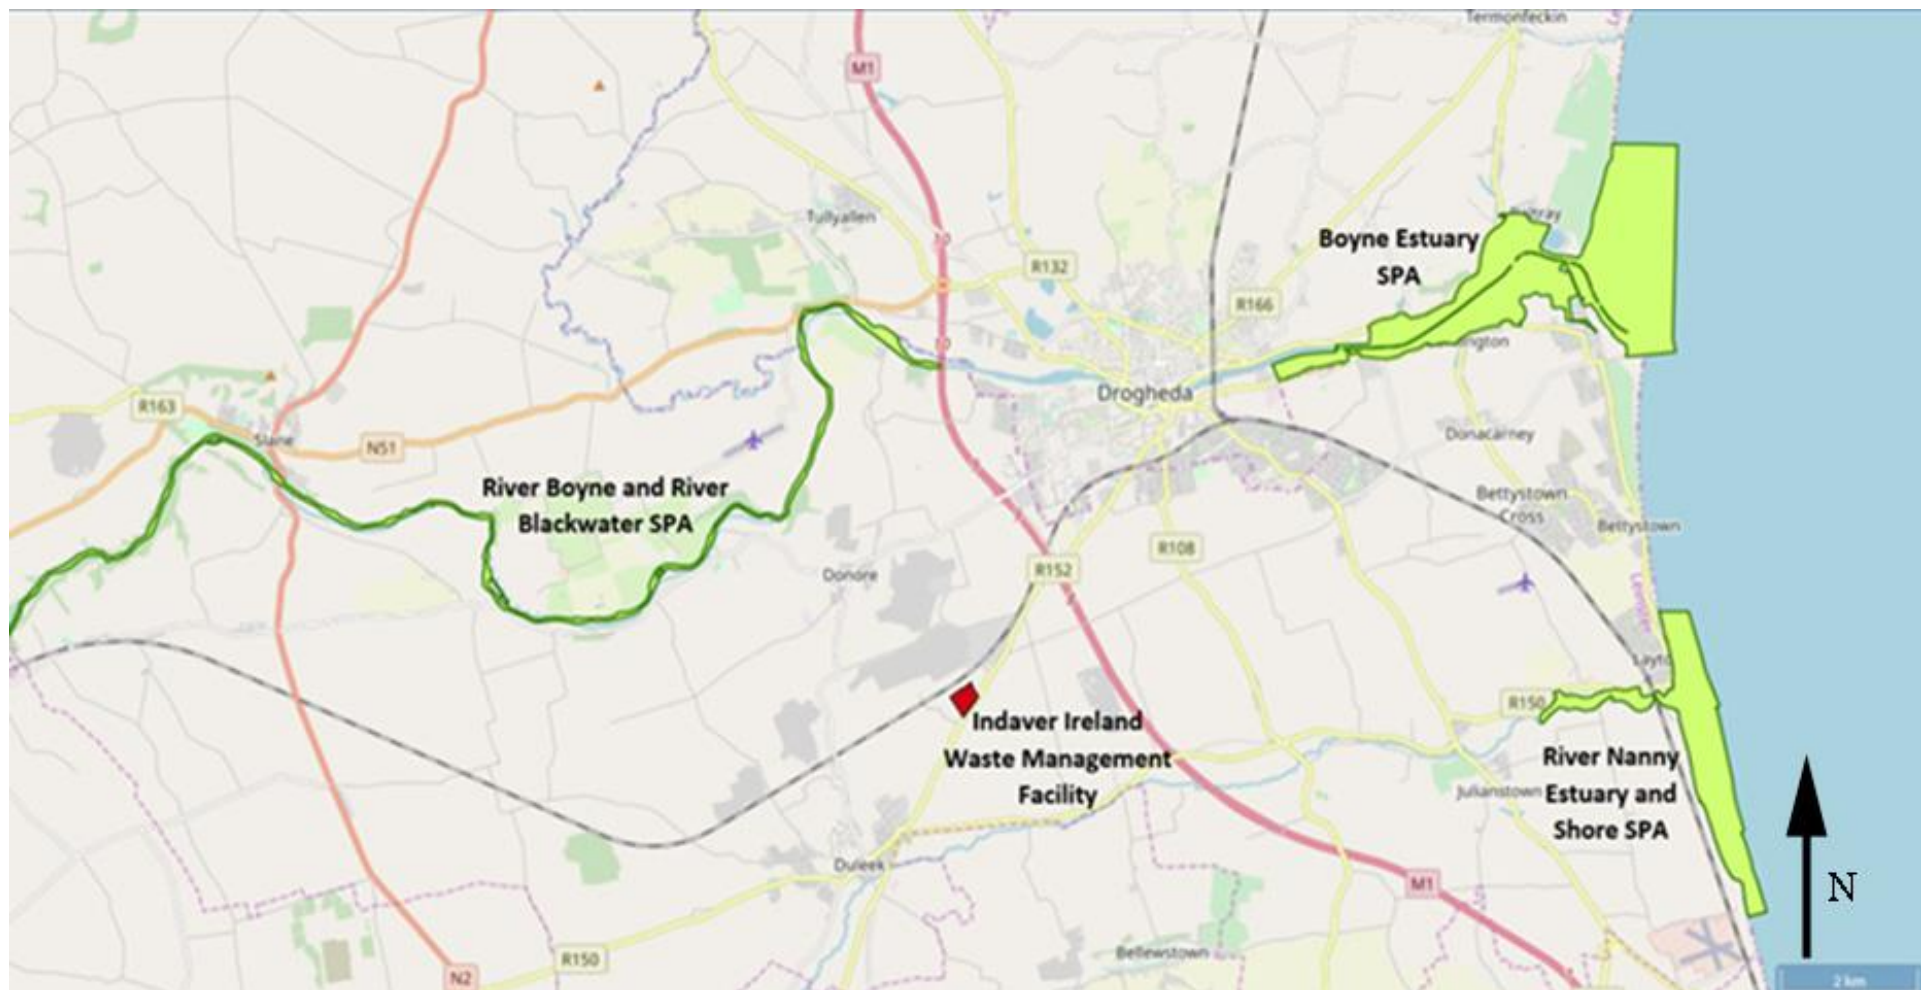 Termonfeckin
M1
Tullyallen
10
R132
Boyne Estuary
SPA
R166
Drogheda
R163
Slane
N51
River Boyne and River
Blackwater SPA
Donacarney
Bettystown
Cross
Bettystown
Donore
R152
R108
Leinster
R150
Indaver Ireland
Waste Management
Facility
River Nanny
Estuary and
Shore SPA
Julianstown
Duleek
M1
N
Bellewstown
R150
N2
2 km